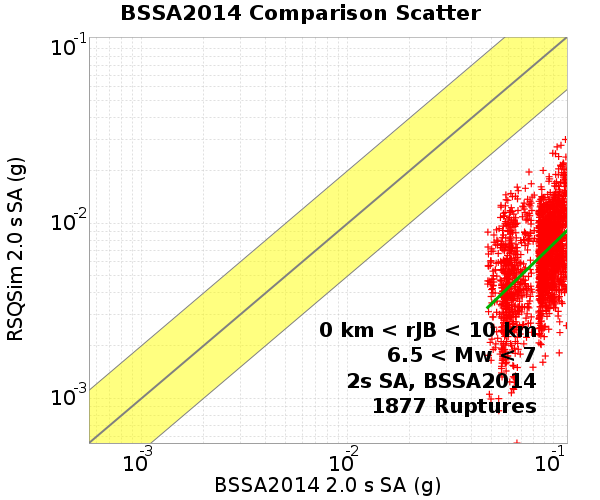 BSSA2014 Comparison Scatter
10-1
10-2
10-3
RSQSim 2.0 s SA (g)
0 km < rJB < 10 km
6.5 < Mw < 7
2s SA, BSSA2014
1877 Ruptures
10-3
10-2
10-1
BSSA2014 2.0 s SA (g)